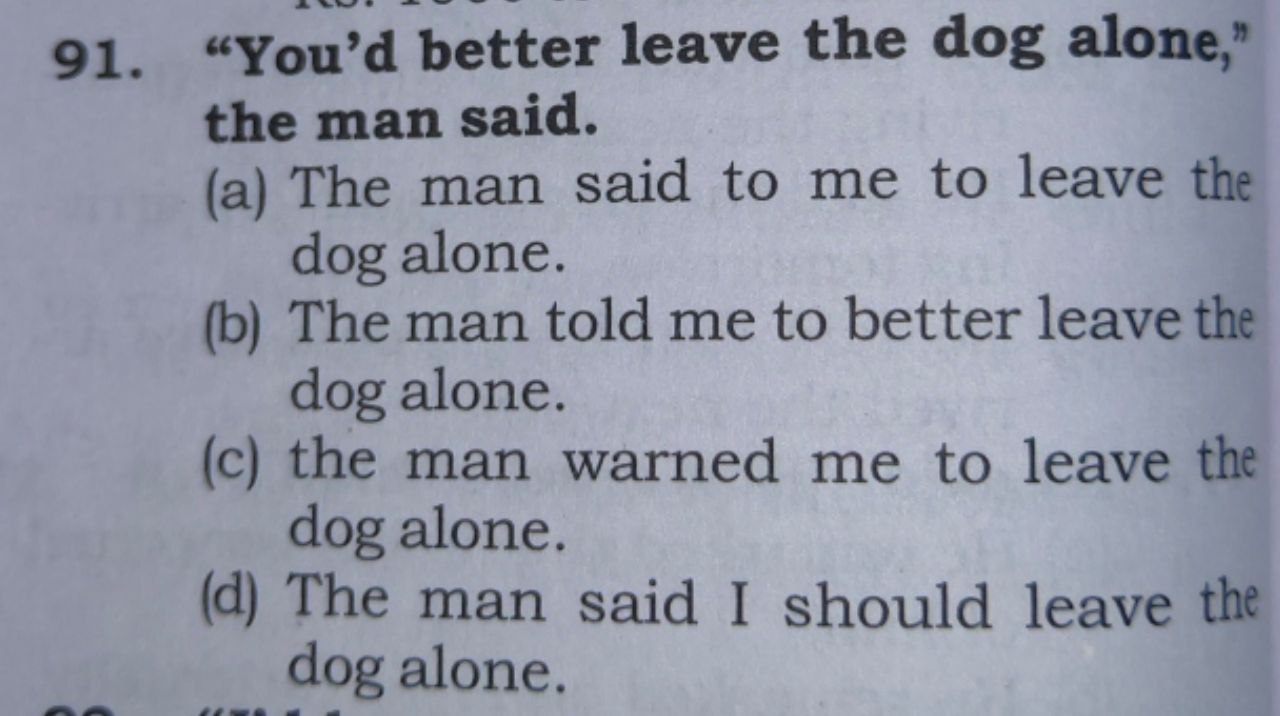 91. “You’d better leave the dog alone,”
the man said.
(a) The man said to me to leave the
dog alone.
(b) The man told me to better leave the
dog alone.
(c) the man warned me to leave the
dog alone.
(d) The man said I should leave the
dog alone.